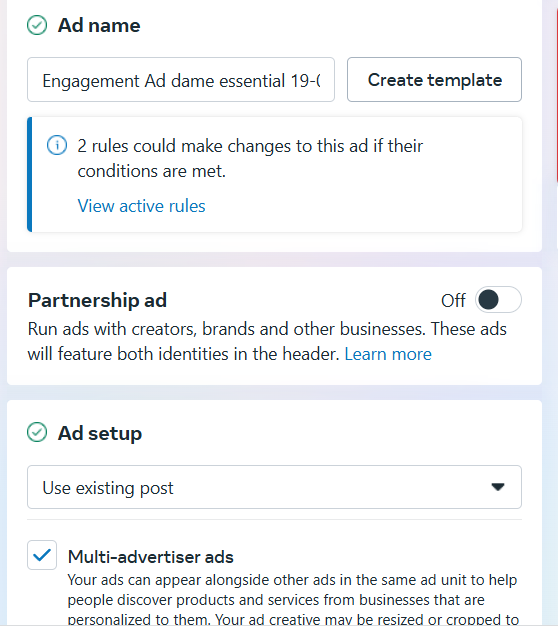 Ad name
Engagement Ad dame essential 19-
Create template
2 rules could make changes to this ad if their
conditions are met.
View active rules
Partnership ad
Off
Run ads with creators, brands and other businesses. These ads
will feature both identities in the header. Learn more
Ad setup
Use existing post
Multi-advertiser ads
Your ads can appear alongside other ads in the same ad unit to help
people discover products and services from businesses that are
personalized to them. Your ad creative may be resized or cropped to